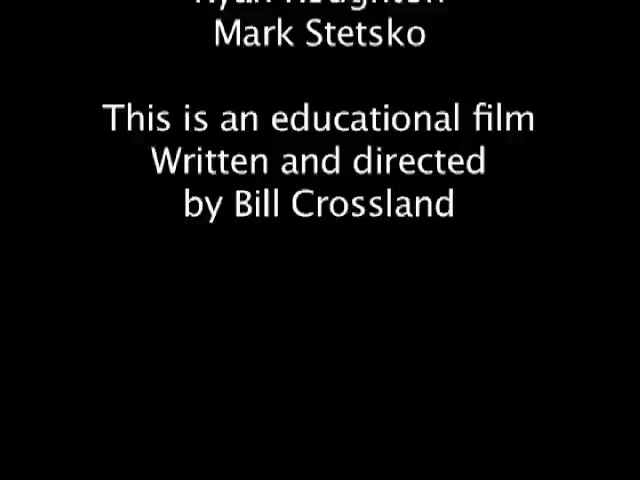 Mark Stetsko
This is an educational film
Written and directed
by Bill Crossland